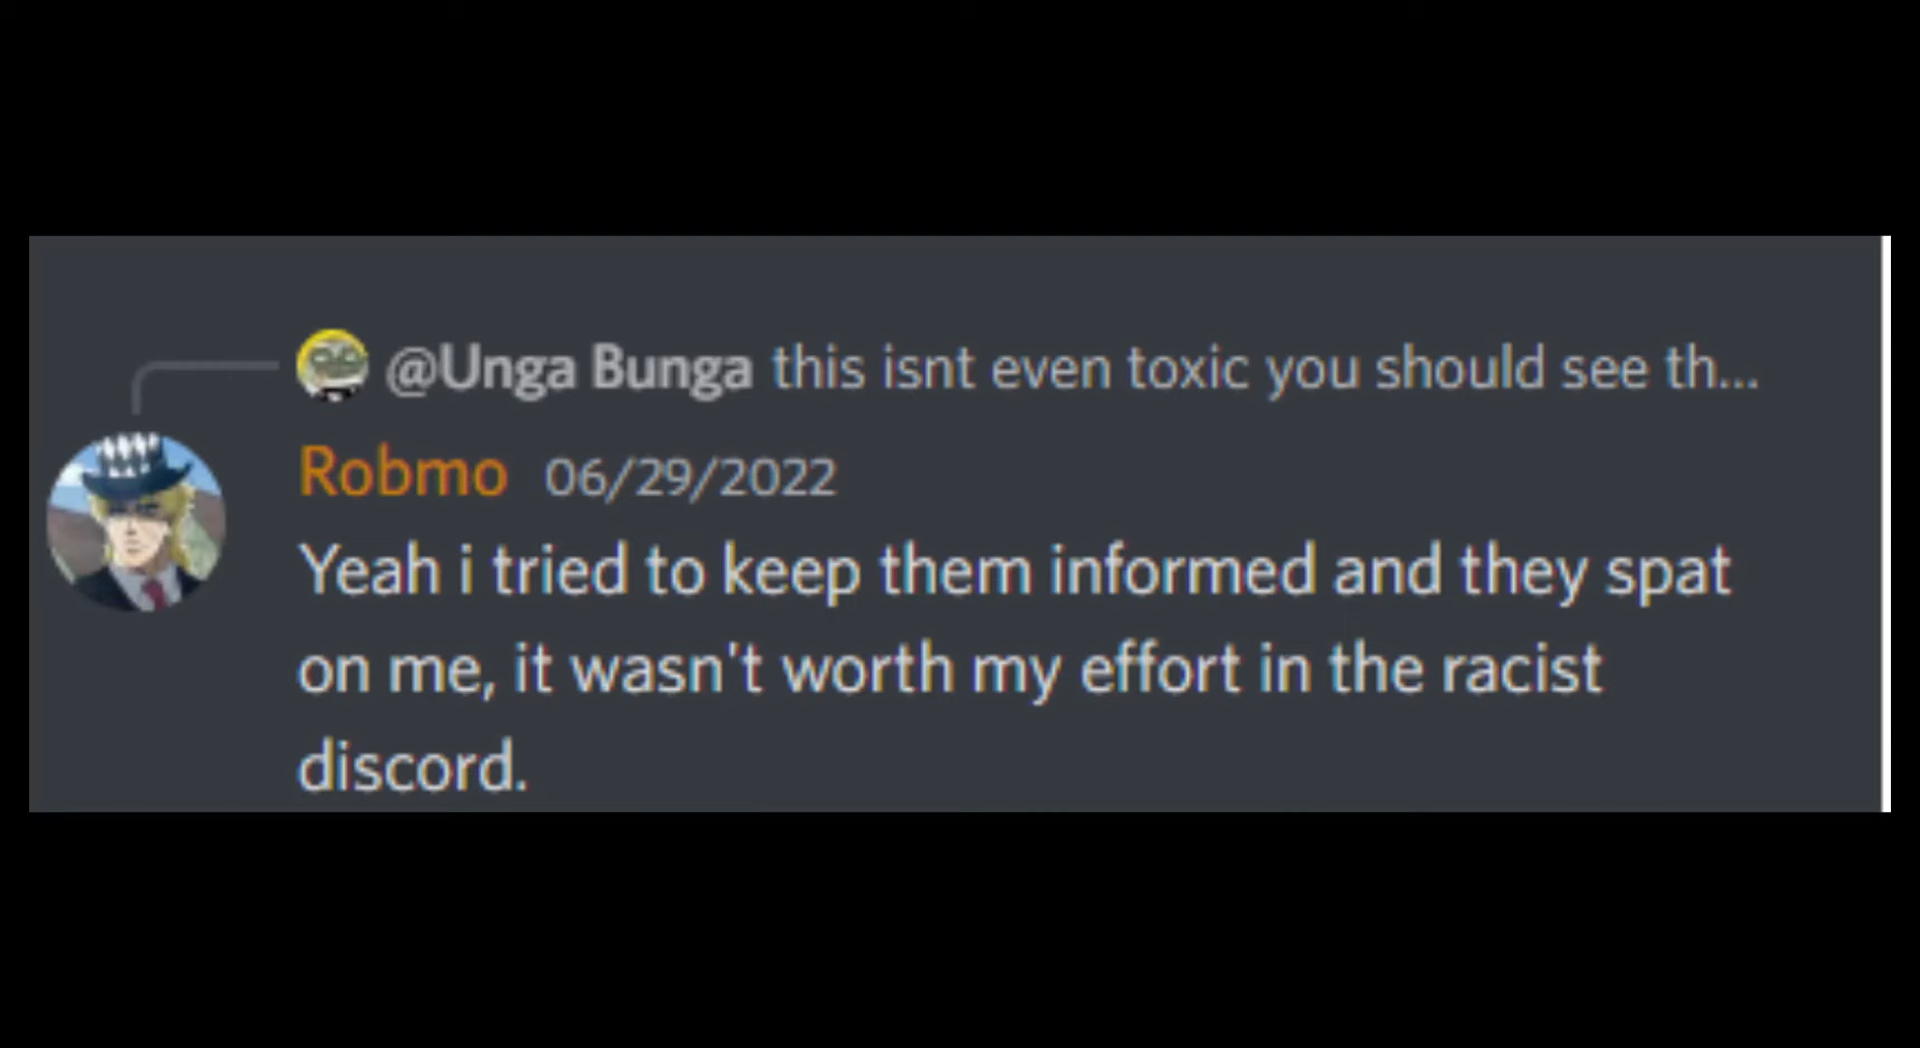 @Unga Bunga this isnt even toxic you should see th...
Robmo 06/29/2022
Yeah i tried to keep them informed and they spat
on me, it wasn't worth my effort in the racist
discord.